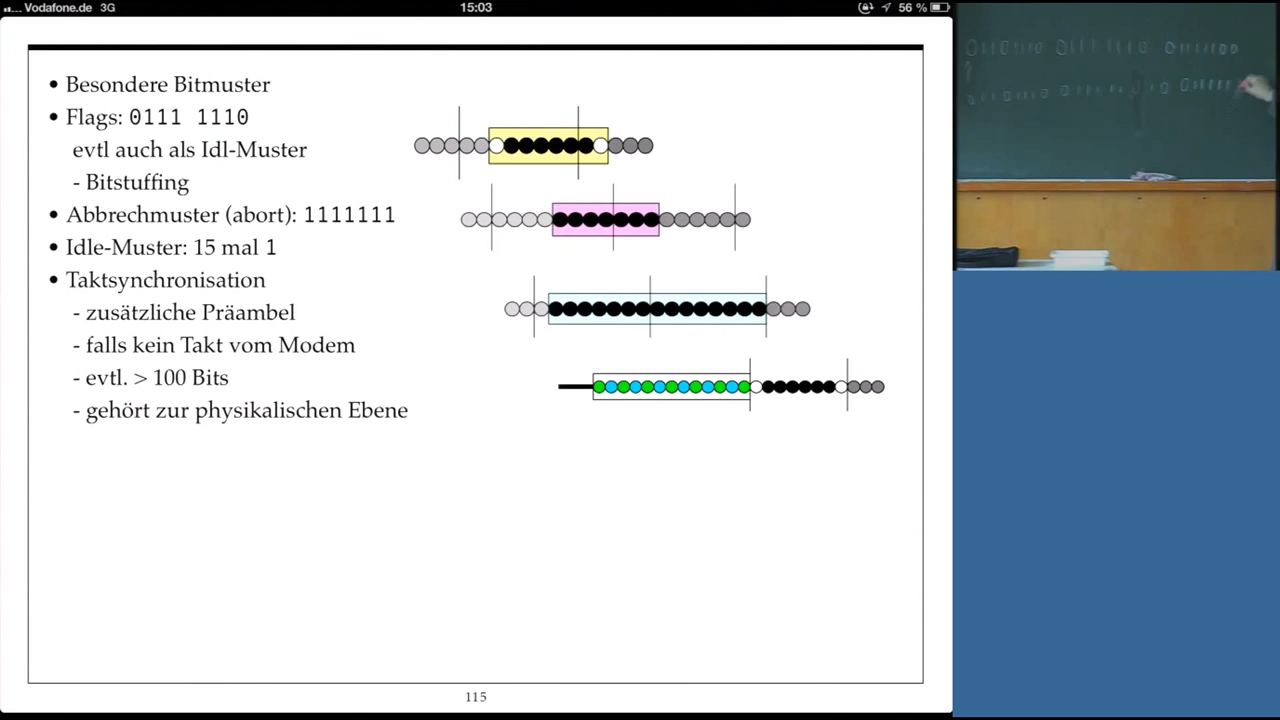 Vodafone.de 3G 15:03 56 %
• Besondere Bitmuster
• Flags: 0111 1110
evtl auch als Idl-Muster
- Bitstuffing
• Abbrechmuster (abort): 1111111
• Idle-Muster: 15 mal 1
• Taktsynchronisation
- zusätzliche Präambel
- falls kein Takt vom Modem
- evtl. > 100 Bits
- gehört zur physikalischen Ebene
115